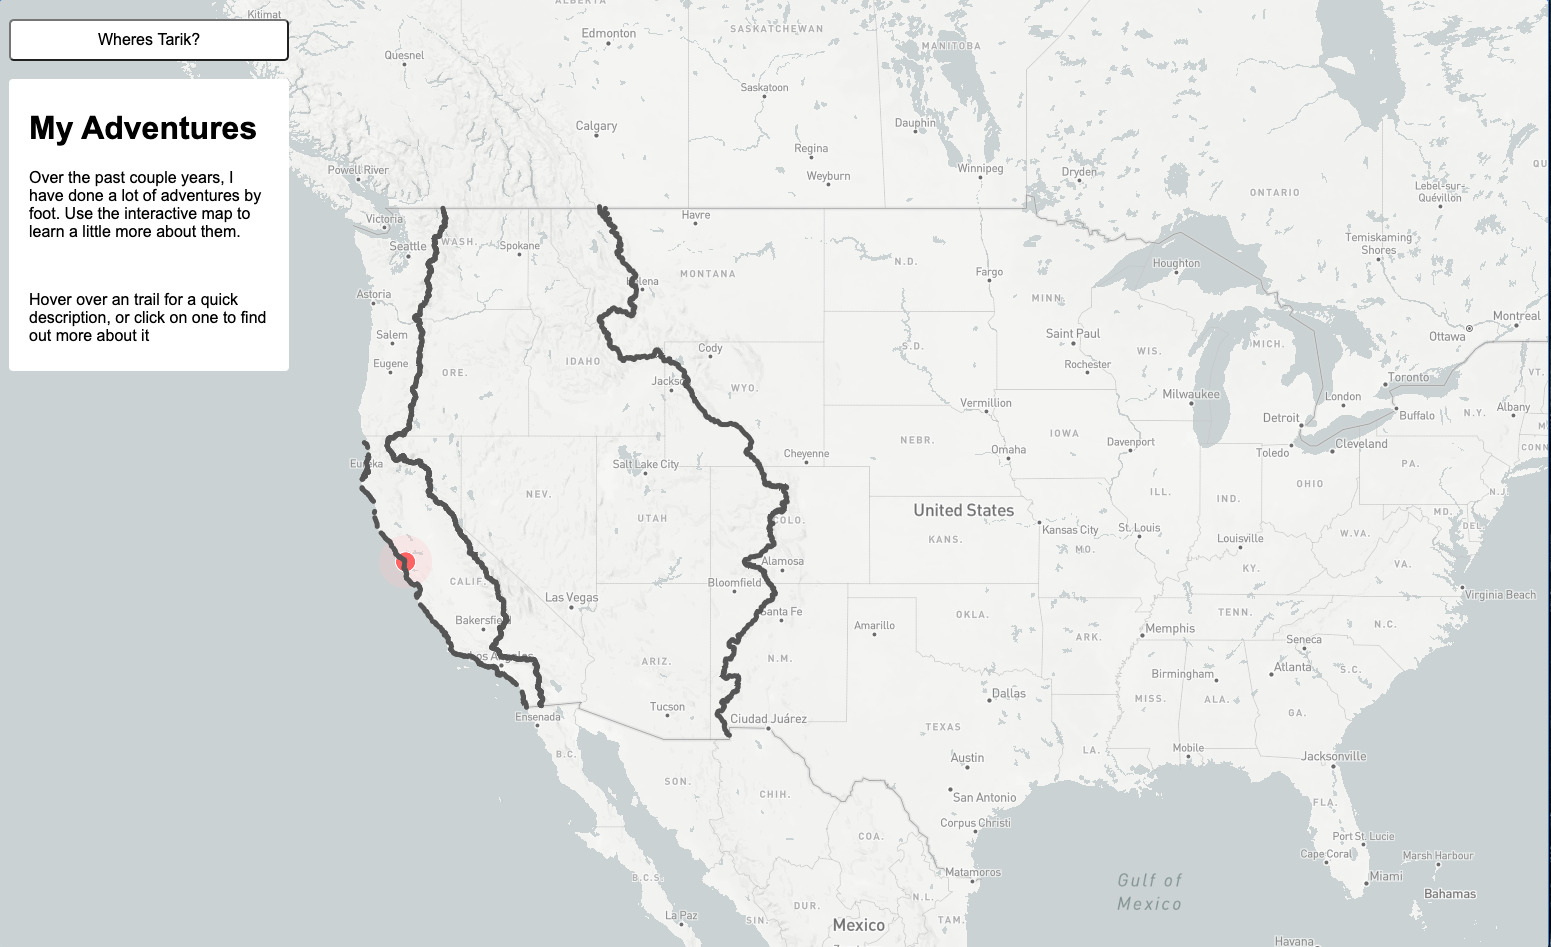 Wheres Tarik?
My Adventures
Over the past couple years, I
have done a lot of adventures by
foot. Use the interactive map to
learn a little more about them.
Hover over an trail for a quick
description, or click on one to find
out more about it
Kitimat
ALBERTA
SASKATCHEWAN
Edmonton
MANITOBA
Quesnel
Saskatoon
Calgary
Dauphin
Regina
Winnipeg
Weyburn
Dryden
Powell River
ONTARIO
Lebel-sur-
Quévillon
Victoria
Havre
Seattle
WASH.
Spokane
Temiskaming
Shores
N.D.
Houghton
MONTANA
Fargo
Astoria
MINN.
Montreal
Salem
Saint Paul
Ottawa
S.D.
MICH.
Cody
WIS.
Eugene
IDAHO
Rochester
ORE.
VT.
Toronto
WYO.
London
Milwaukee
Vermillion
Albany
N.Y.
Buffalo
Detroit
IOWA
NEBR.
Davenport
Cleveland
CONN
Omaha
Toledo
Cheyenne
Salt Lake City
PA.
OHIO
NEV.
ILL.
N.J.
IND.
United States
MD.
UTAH
COLO.
Kansas City
St. Louis
DEL.
W.VA.
Louisville
KANS.
MO.
Alamosa
VA.
KY.
CALIF.
Bloomfield
Virginia Beach
Las Vegas
Santa Fe
TENN.
OKLA.
Bakersfield
Amarillo
N.C.
Memphis
ARK.
Seneca
Los Angeles
N.M.
ARIZ.
Atlanta
S.C.
Birmingham
Dallas
MISS.
ALA.
Tucson
GA.
Ensenada
Ciudad Juárez
TEXAS
LA.
Mobile
Jacksonville
B.C.
Austin
SON.
CHIH.
San Antonio
FLA.
Corpus Christi
COA.
Port St. Lucie
Cape Coral
Marsh Harbour
Matamoros
B.C.S.
Miami
Gulf of
Mexico
Bahamas
N.L.
DUR.
La Paz
SIN.
TAM.
Mexico
Havana